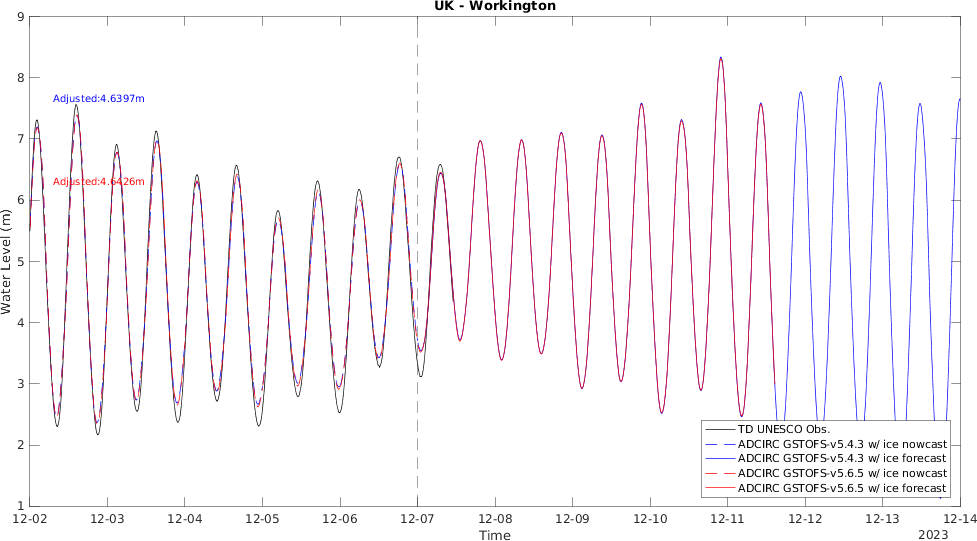 UK - Workington
9
8
7
6
5
4
3
2
1
Water Level (m)
Adjusted:4.6397m
Adjusted:4.6426m
TD UNESCO Obs.
ADCIRC GSTOFS-v5.4.3 w/ ice nowcast
ADCIRC GSTOFS-v5.4.3 w/ ice forecast
ADCIRC GSTOFS-v5.6.5 w/ ice nowcast
ADCIRC GSTOFS-v5.6.5 w/ ice forecast
12-02 12-03 12-04 12-05 12-06 12-07 12-08 12-09 12-10 12-11 12-12 12-13 12-14
Time
2023